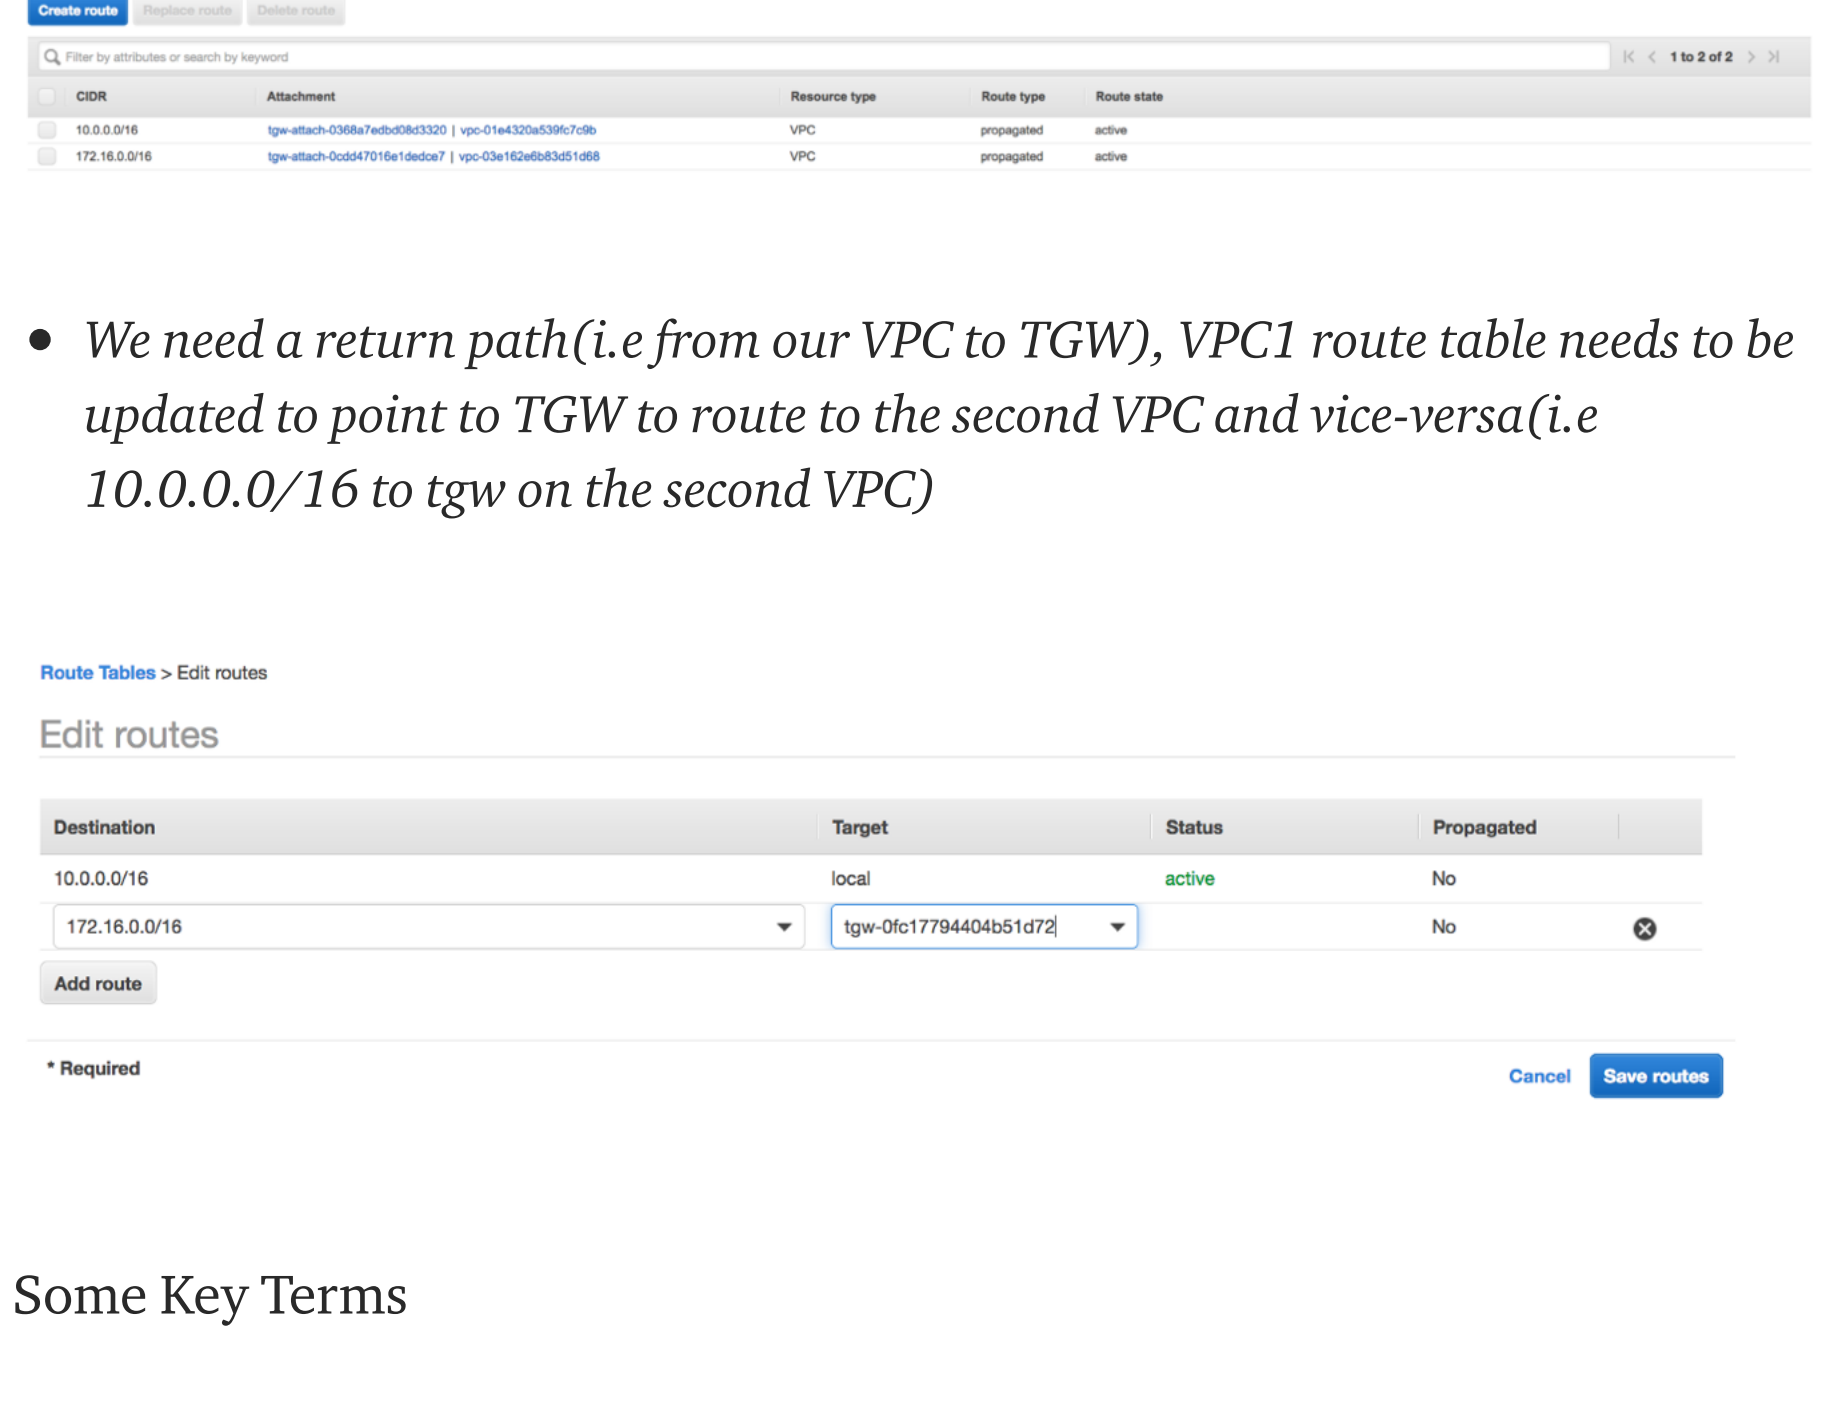 Create route Replace route Delete route
Filter by attributes or search by keyword 1 to 2 of 2
CIDR Attachment Resource type Route type Route state
10.0.0.0/16 tgw-attach-0368a7edbd08d3320 | vpc-01e4320a539fc7c9b VPC propagated active
172.16.0.0/16 tgw-attach-0cdd47016e1dedce7 | vpc-03e162e6b83d51d68 VPC propagated active
• We need a return path(i.e from our VPC to TGW), VPC1 route table needs to be
updated to point to TGW to route to the second VPC and vice-versa(i.e
10.0.0.0/16 to tgw on the second VPC)
Route Tables > Edit routes
Edit routes
Destination Target Status Propagated
10.0.0.0/16 local active No
172.16.0.0/16 tgw-0fc17794404b51d72 No
Add route
* Required
Cancel Save routes
Some Key Terms